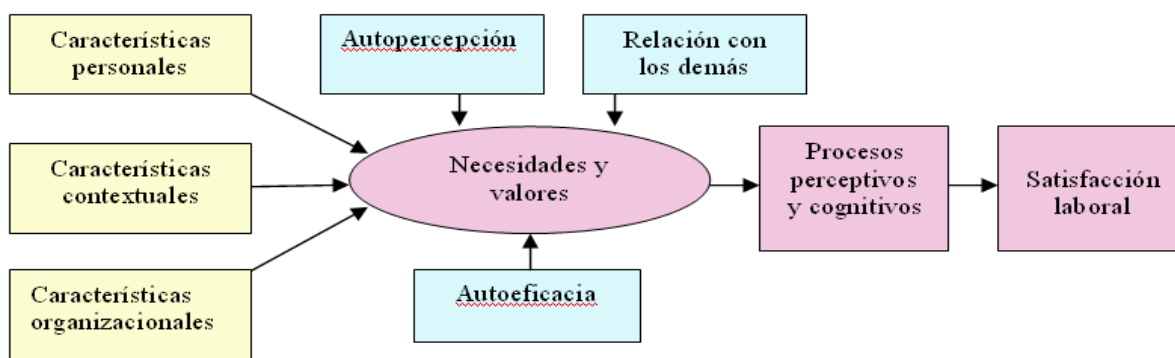 Características
personales
Autopercepción
Relación con
los demás
Características
contextuales
Necesidades y
valores
Procesos
perceptivos
y cognitivos
Satisfacción
laboral
Características
organizacionales
Autoeficacia